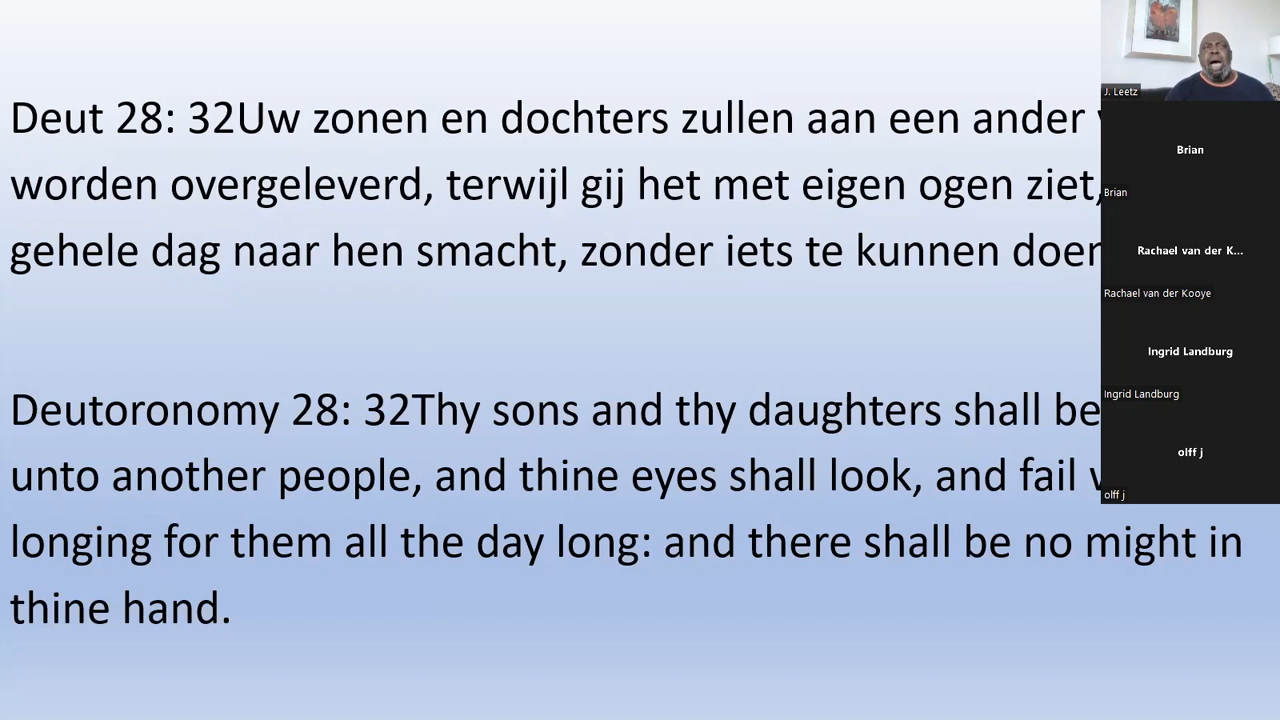 Deut 28: 32Uw zonen en dochters zullen aan een ander
worden overgeleverd, terwijl gij het met eigen ogen ziet,
gehele dag naar hen smacht, zonder iets te kunnen
Deutoronomy 28: 32Thy sons and thy daughters shall be
unto another people, and thine eyes shall look, and fail
longing for them all the day long: and there shall be no might in
thine hand.
J. Leetz
Brian
Brian
Rachael van der K...
Rachael van der Kooye
Ingrid Landburg
Ingrid Landburg
olff j
olff j